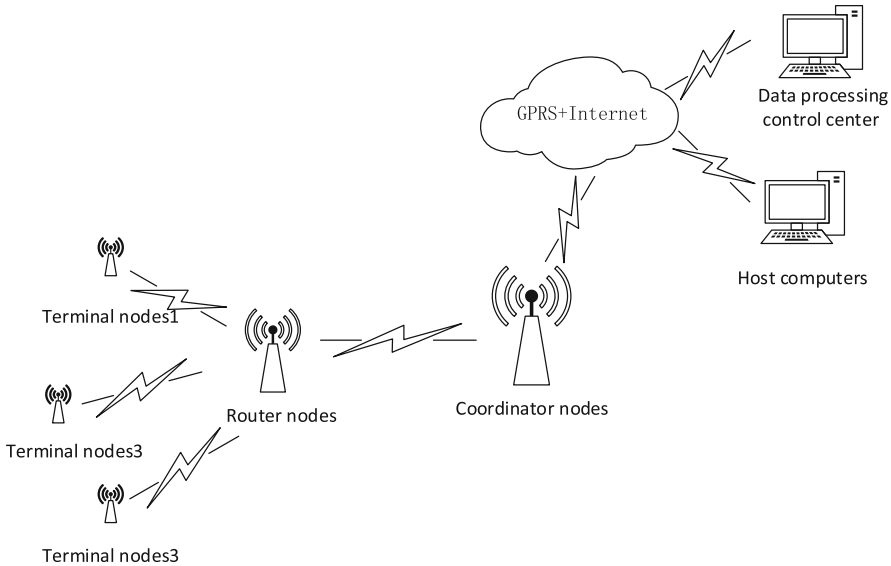 GPRS+Internet
Data processing
control center
Host computers
Terminal nodes1
Router nodes
Coordinator nodes
Terminal nodes3
Terminal nodes3